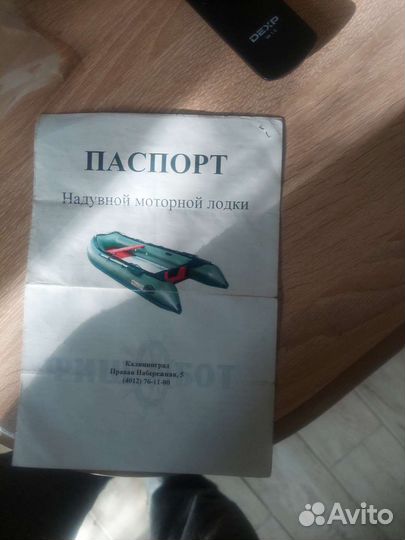 DEXP
ПАСПОРТ
Надувной моторной лодки
Калининград
Правая Набережная, 5
(4012) 76-11-00
Avito